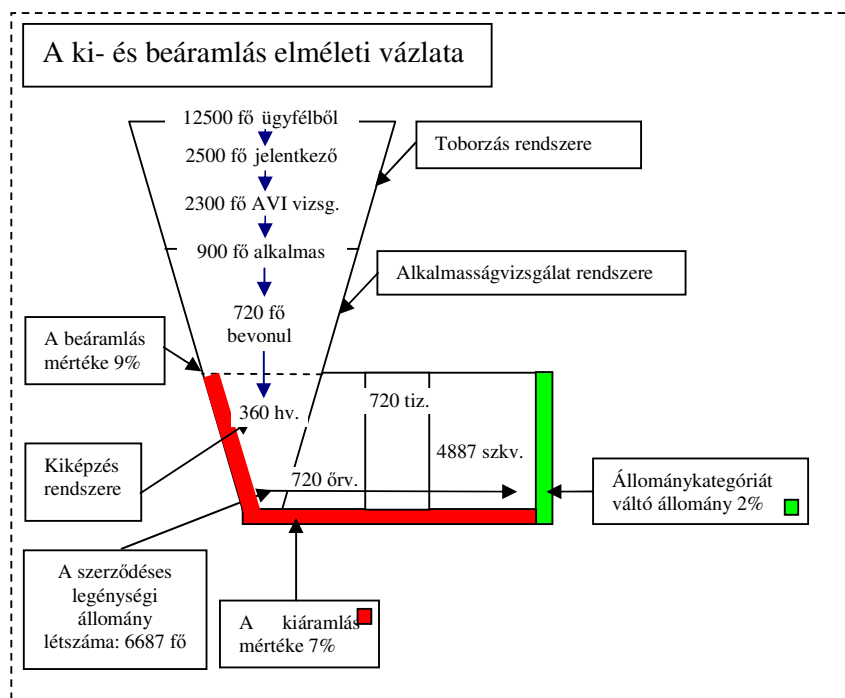 A ki- és beáramlás elméleti vázlata
12500 fő ügyfélből
2500 fő jelentkező
2300 fő AVI vizsg.
900 fő alkalmas
720 fő
bevonul
Toborzás rendszere
Alkalmasságvizsgálat rendszere
A beáramlás
mértéke 9%
360 hv.
720 tiz.
4887 szkv.
720 őrv.
Kiképzés
rendszere
Állománykategóriát
váltó állomány 2%
A szerződéses
legénységi
állomány
létszáma: 6687 fő
A kiáramlás
mértéke 7%